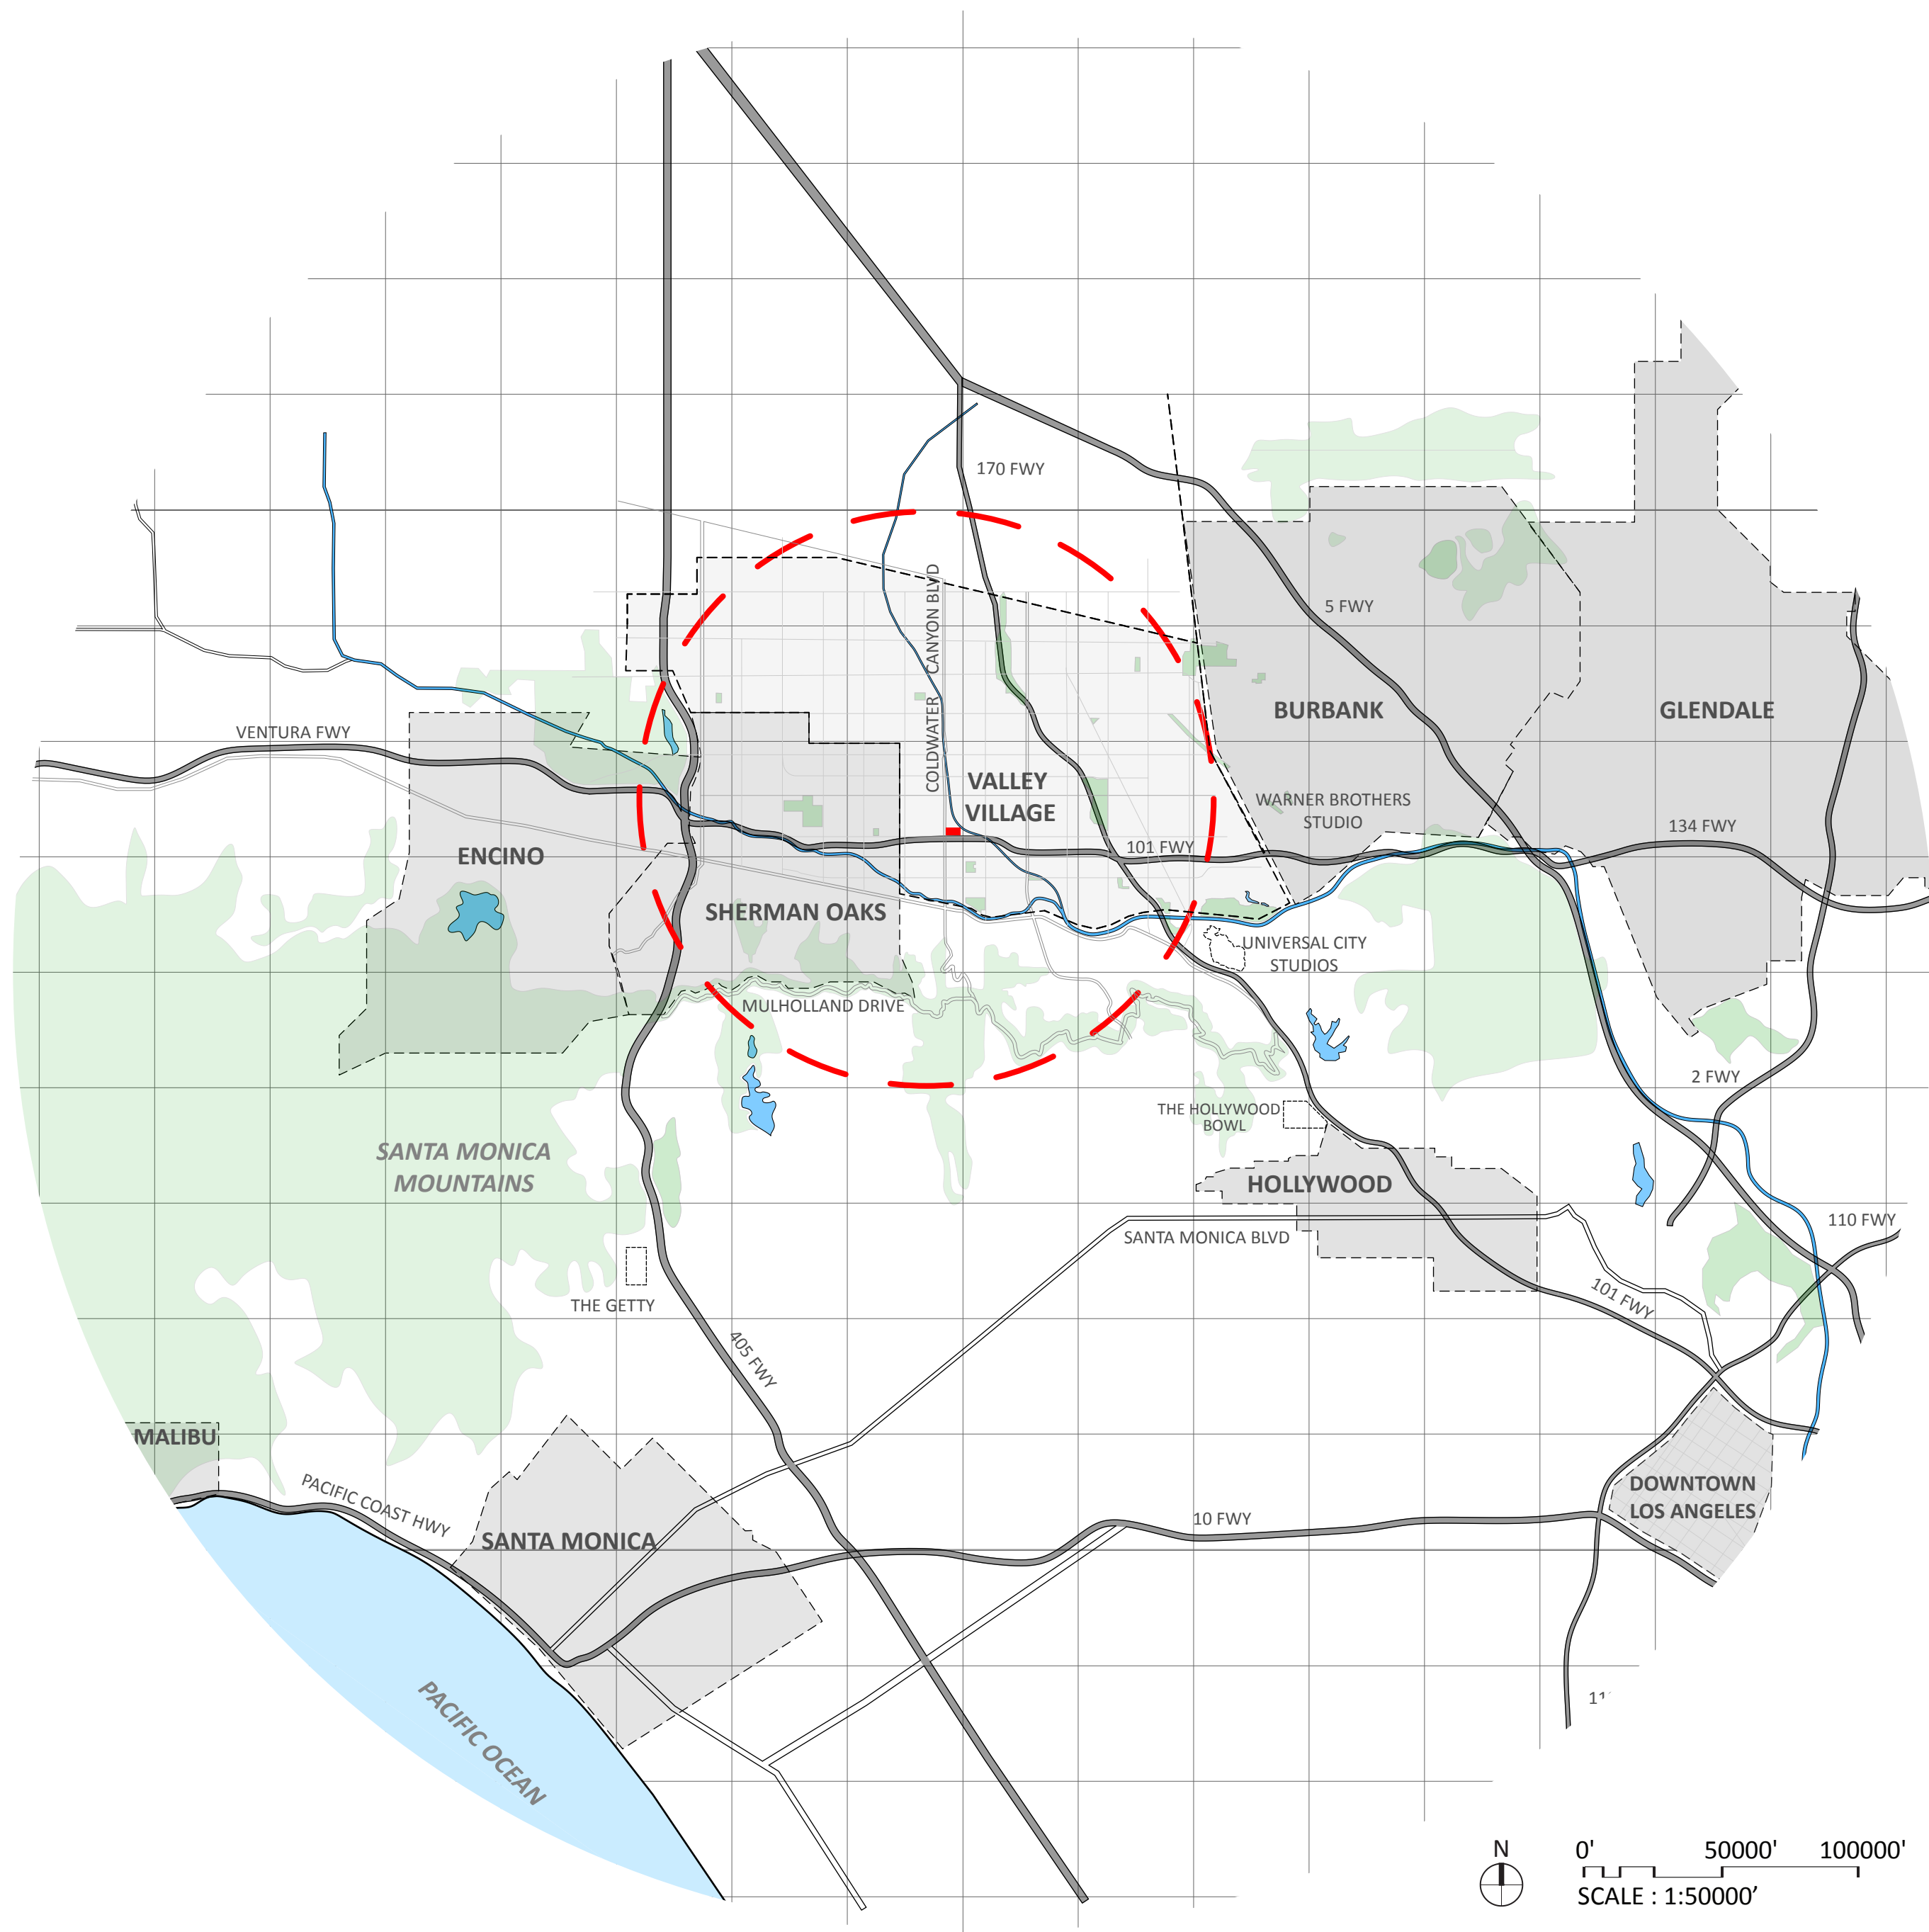 170 FWY
COLDWATER CANYON BLVD
5 FWY
BURBANK
GLENDALE
VENTURA FWY
VALLEY
VILLAGE
WARNER BROTHERS
STUDIO
134 FWY
101 FWY
ENCINO
SHERMAN OAKS
UNIVERSAL CITY
STUDIOS
MULHOLLAND DRIVE
2 FWY
THE HOLLYWOOD
BOWL
SANTA MONICA
MOUNTAINS
HOLLYWOOD
110 FWY
SANTA MONICA BLVD
THE GETTY
101 FWY
405 FWY
MALIBU
PACIFIC COAST HWY
DOWNTOWN
LOS ANGELES
10 FWY
SANTA MONICA
PACIFIC OCEAN
N
0' 50000' 100000'
SCALE : 1:50000’